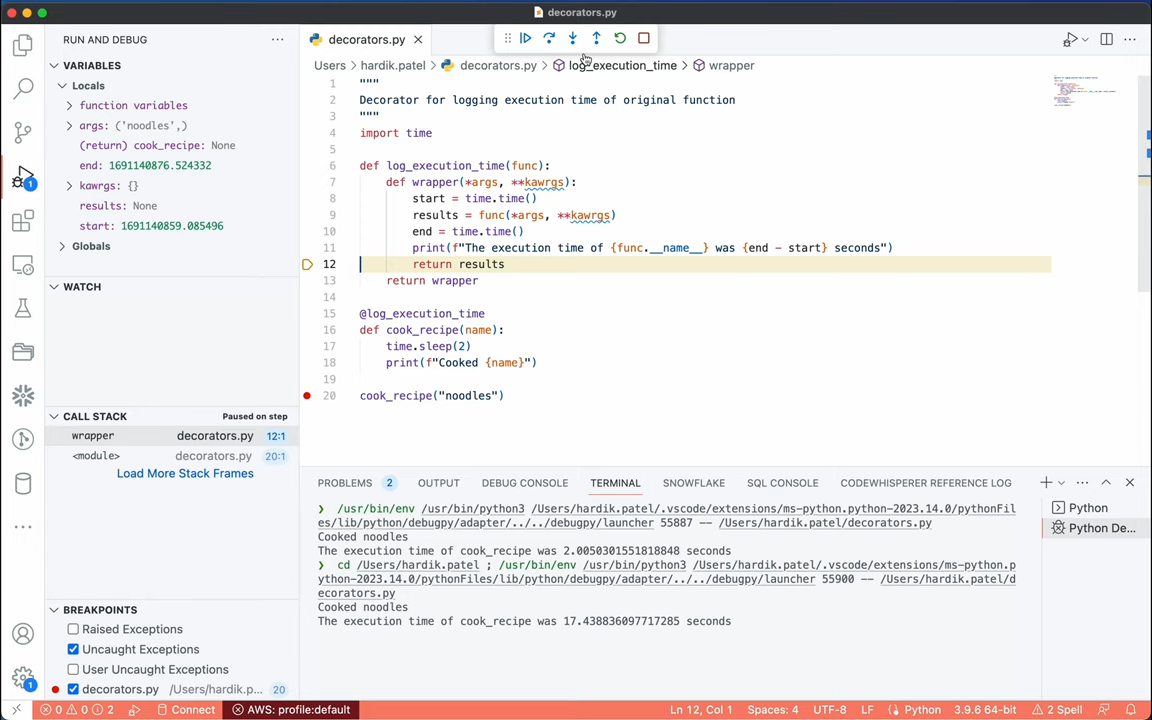 decorators.py
RUN AND DEBUG
decorators.py
VARIABLES
Locals
function variables
args: ('noodles',)
(return) cook_recipe: None
end: 1691140876.524332
kawrgs: {}
results: None
start: 1691140859.085496
Globals
WATCH
CALL STACK
Paused on step
wrapper decorators.py 12:1
<module> decorators.py 20:1
Load More Stack Frames
BREAKPOINTS
Raised Exceptions
Uncaught Exceptions
User Uncaught Exceptions
decorators.py /Users/hardik.p... 20
1
1
Users > hardik.patel > decorators.py > log_execution_time > wrapper
1 """
2 Decorator for logging execution time of original function
3 """
4 import time
5
6 def log_execution_time(func):
7 def wrapper(*args, **kawrgs):
8 start = time.time()
9 results = func(*args, **kawrgs)
10 end = time.time()
11 print(f"The execution time of {func.__name__} was {end - start} seconds")
12 return results
13 return wrapper
14
15 @log_execution_time
16 def cook_recipe(name):
17 time.sleep(2)
18 print(f"Cooked {name}")
19
20 cook_recipe("noodles")
PROBLEMS 2 OUTPUT DEBUG CONSOLE TERMINAL SNOWFLAKE SQL CONSOLE CODEWHISPERER REFERENCE LOG
❯ /usr/bin/env /usr/bin/python3 /Users/hardik.patel/.vscode/extensions/ms-python.python-2023.14.0/pythonFil
es/lib/python/debugpy/adapter/../../debugpy/launcher 55887 -- /Users/hardik.patel/decorators.py
Cooked noodles
The execution time of cook_recipe was 2.0050301551818848 seconds
❯ cd /Users/hardik.patel ; /usr/bin/env /usr/bin/python3 /Users/hardik.patel/.vscode/extensions/ms-python.p
ython-2023.14.0/pythonFiles/lib/python/debugpy/adapter/../../debugpy/launcher 55900 -- /Users/hardik.patel/d
ecorators.py
Cooked noodles
The execution time of cook_recipe was 17.438836097717285 seconds
Python
Python De...
0 0 2 Connect AWS: profile:default Ln 12, Col 1 Spaces: 4 UTF-8 LF Python 3.9.6 64-bit 2 Spell